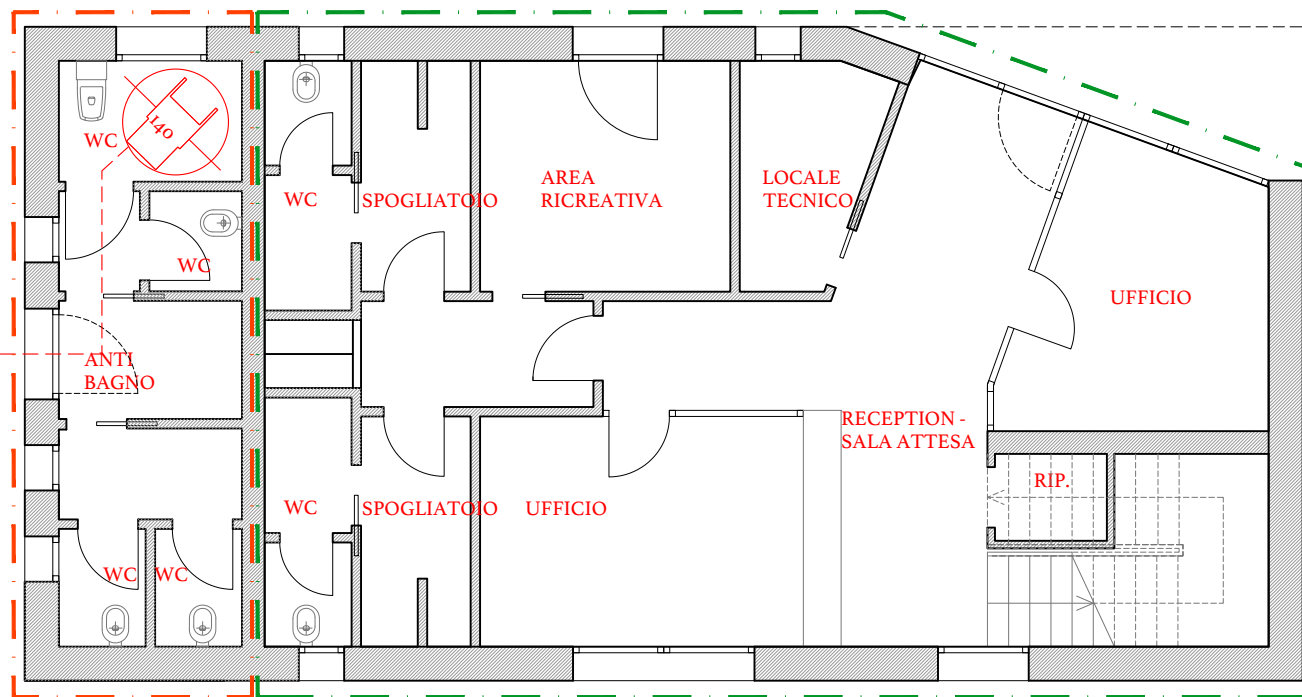 140
WC
WC
SPOGLIATOIO
AREA
RICREATIVA
LOCALE
TECNICO
WC
UFFICIO
ANTI
BAGNO
RECEPTION -
SALA ATTESA
RIP.
WC
SPOGLIATOIO
UFFICIO
WC
WC